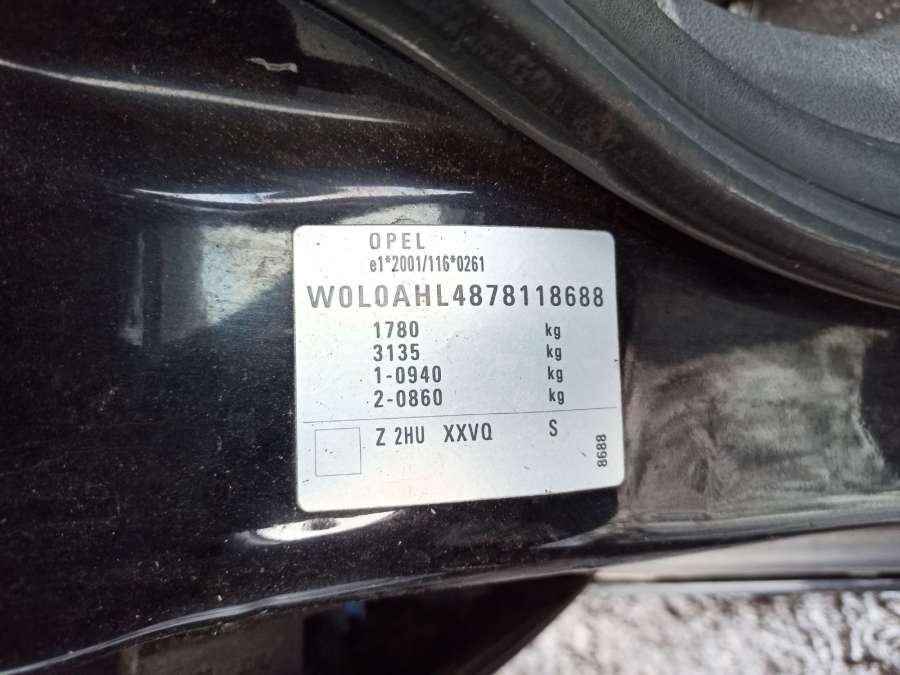 OPEL
e1*2001/116*0261
W0L0AHL4878118688
1780 kg
3135 kg
1-0940 kg
2-0860 kg
Z 2HU XXVQ S
8688